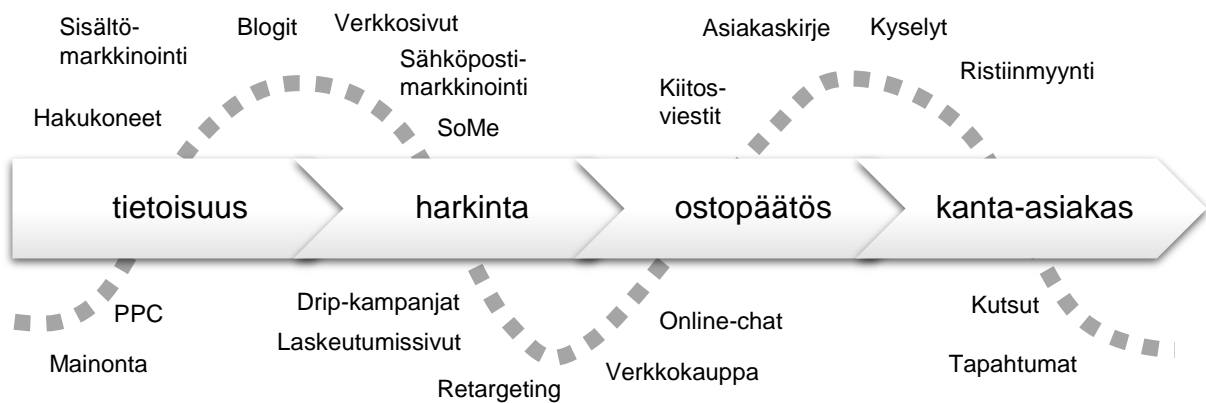 Sisältö-
markkinointi
Blogit
Verkkosivut
Sähköposti-
markkinointi
Hakukoneet
SoMe
Asiakaskirje
Kyselyt
Ristiinmyynti
Kiitos-
viestit
tietoisuus
harkinta
ostopäätös
kanta-asiakas
PPC
Mainonta
Drip-kampanjat
Laskeutumissivut
Retargeting
Online-chat
Verkkokauppa
Kutsut
Tapahtumat